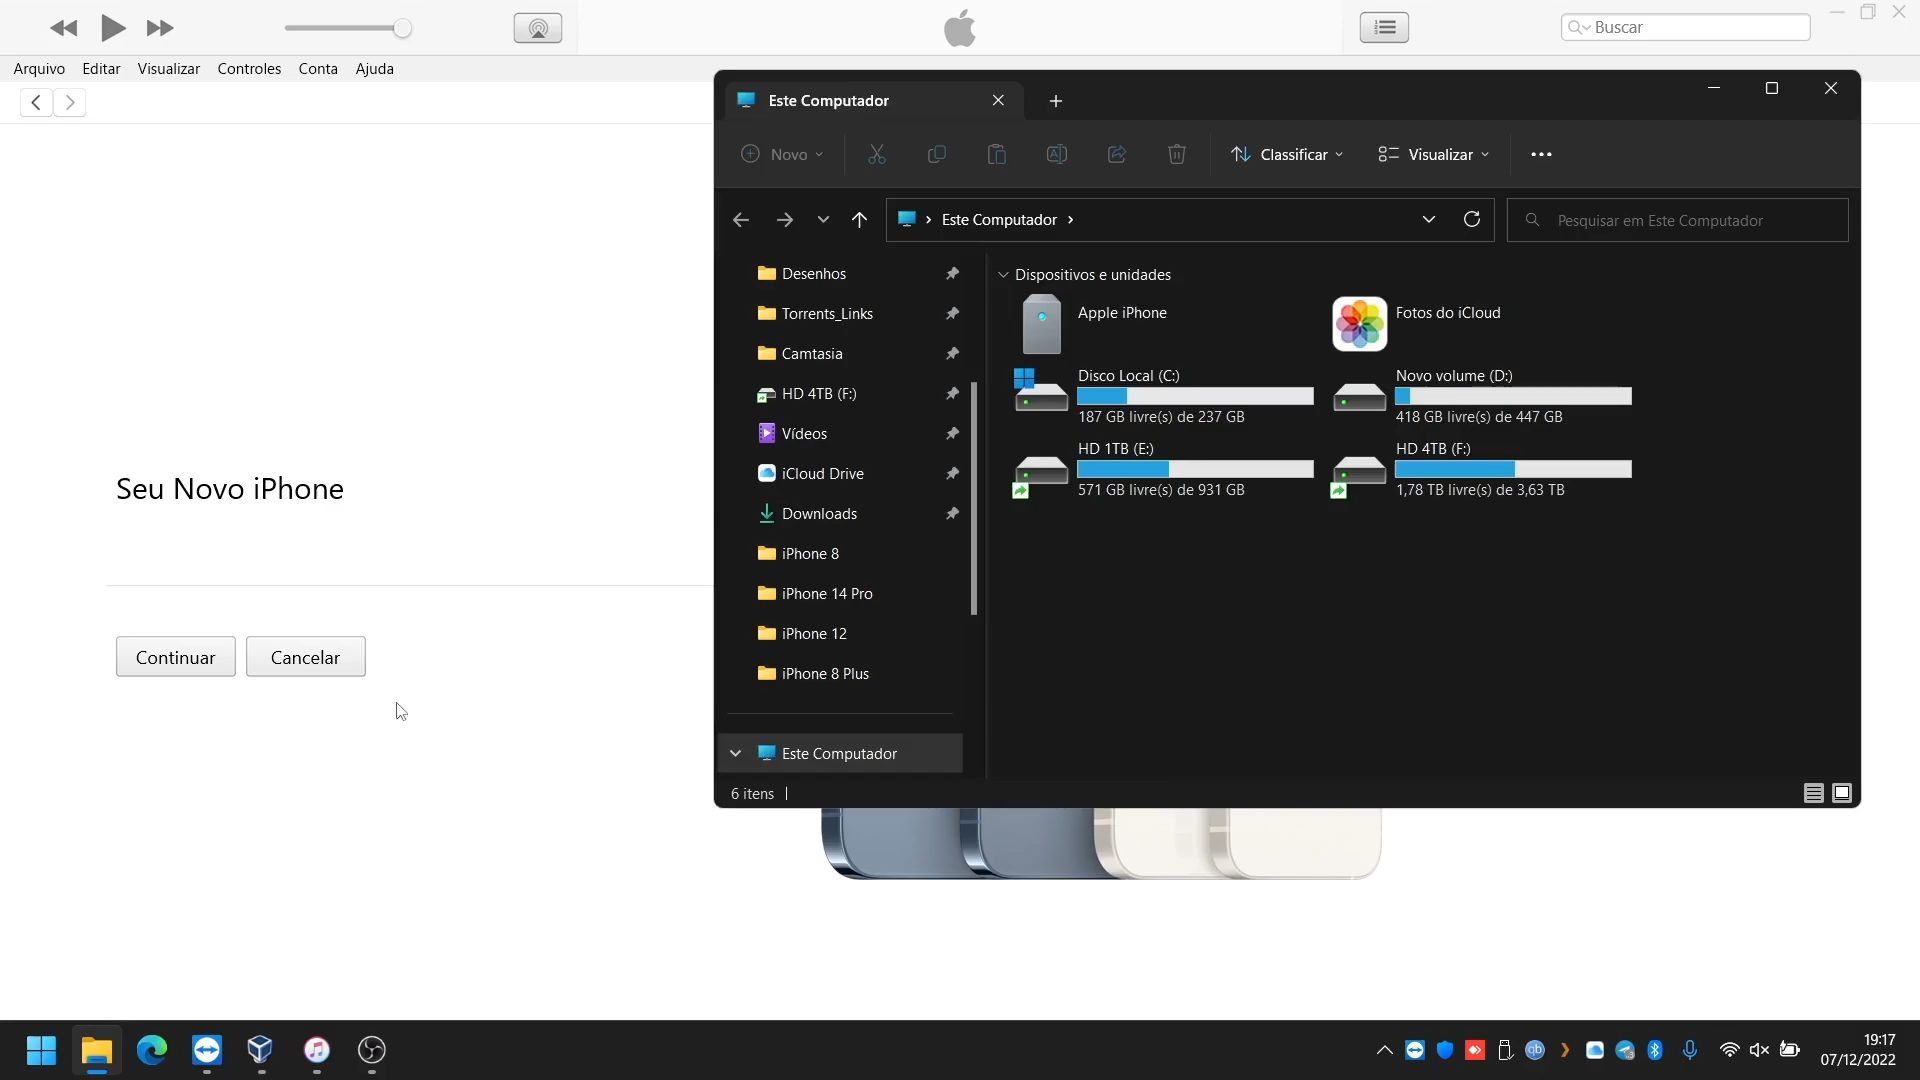 Buscar
Arquivo Editar Visualizar Controles Conta Ajuda
Seu Novo iPhone
Continuar Cancelar
Este Computador
Novo Classificar Visualizar
Este Computador
Pesquisar em Este Computador
Desenhos
Torrents_Links
Camtasia
HD 4TB (F:)
Vídeos
iCloud Drive
Downloads
iPhone 8
iPhone 14 Pro
iPhone 12
iPhone 8 Plus
Este Computador
Dispositivos e unidades
Apple iPhone
Fotos do iCloud
Disco Local (C:)
187 GB livre(s) de 237 GB
Novo volume (D:)
418 GB livre(s) de 447 GB
HD 1TB (E:)
571 GB livre(s) de 931 GB
HD 4TB (F:)
1,78 TB livre(s) de 3,63 TB
6 itens
qb
19:17
07/12/2022